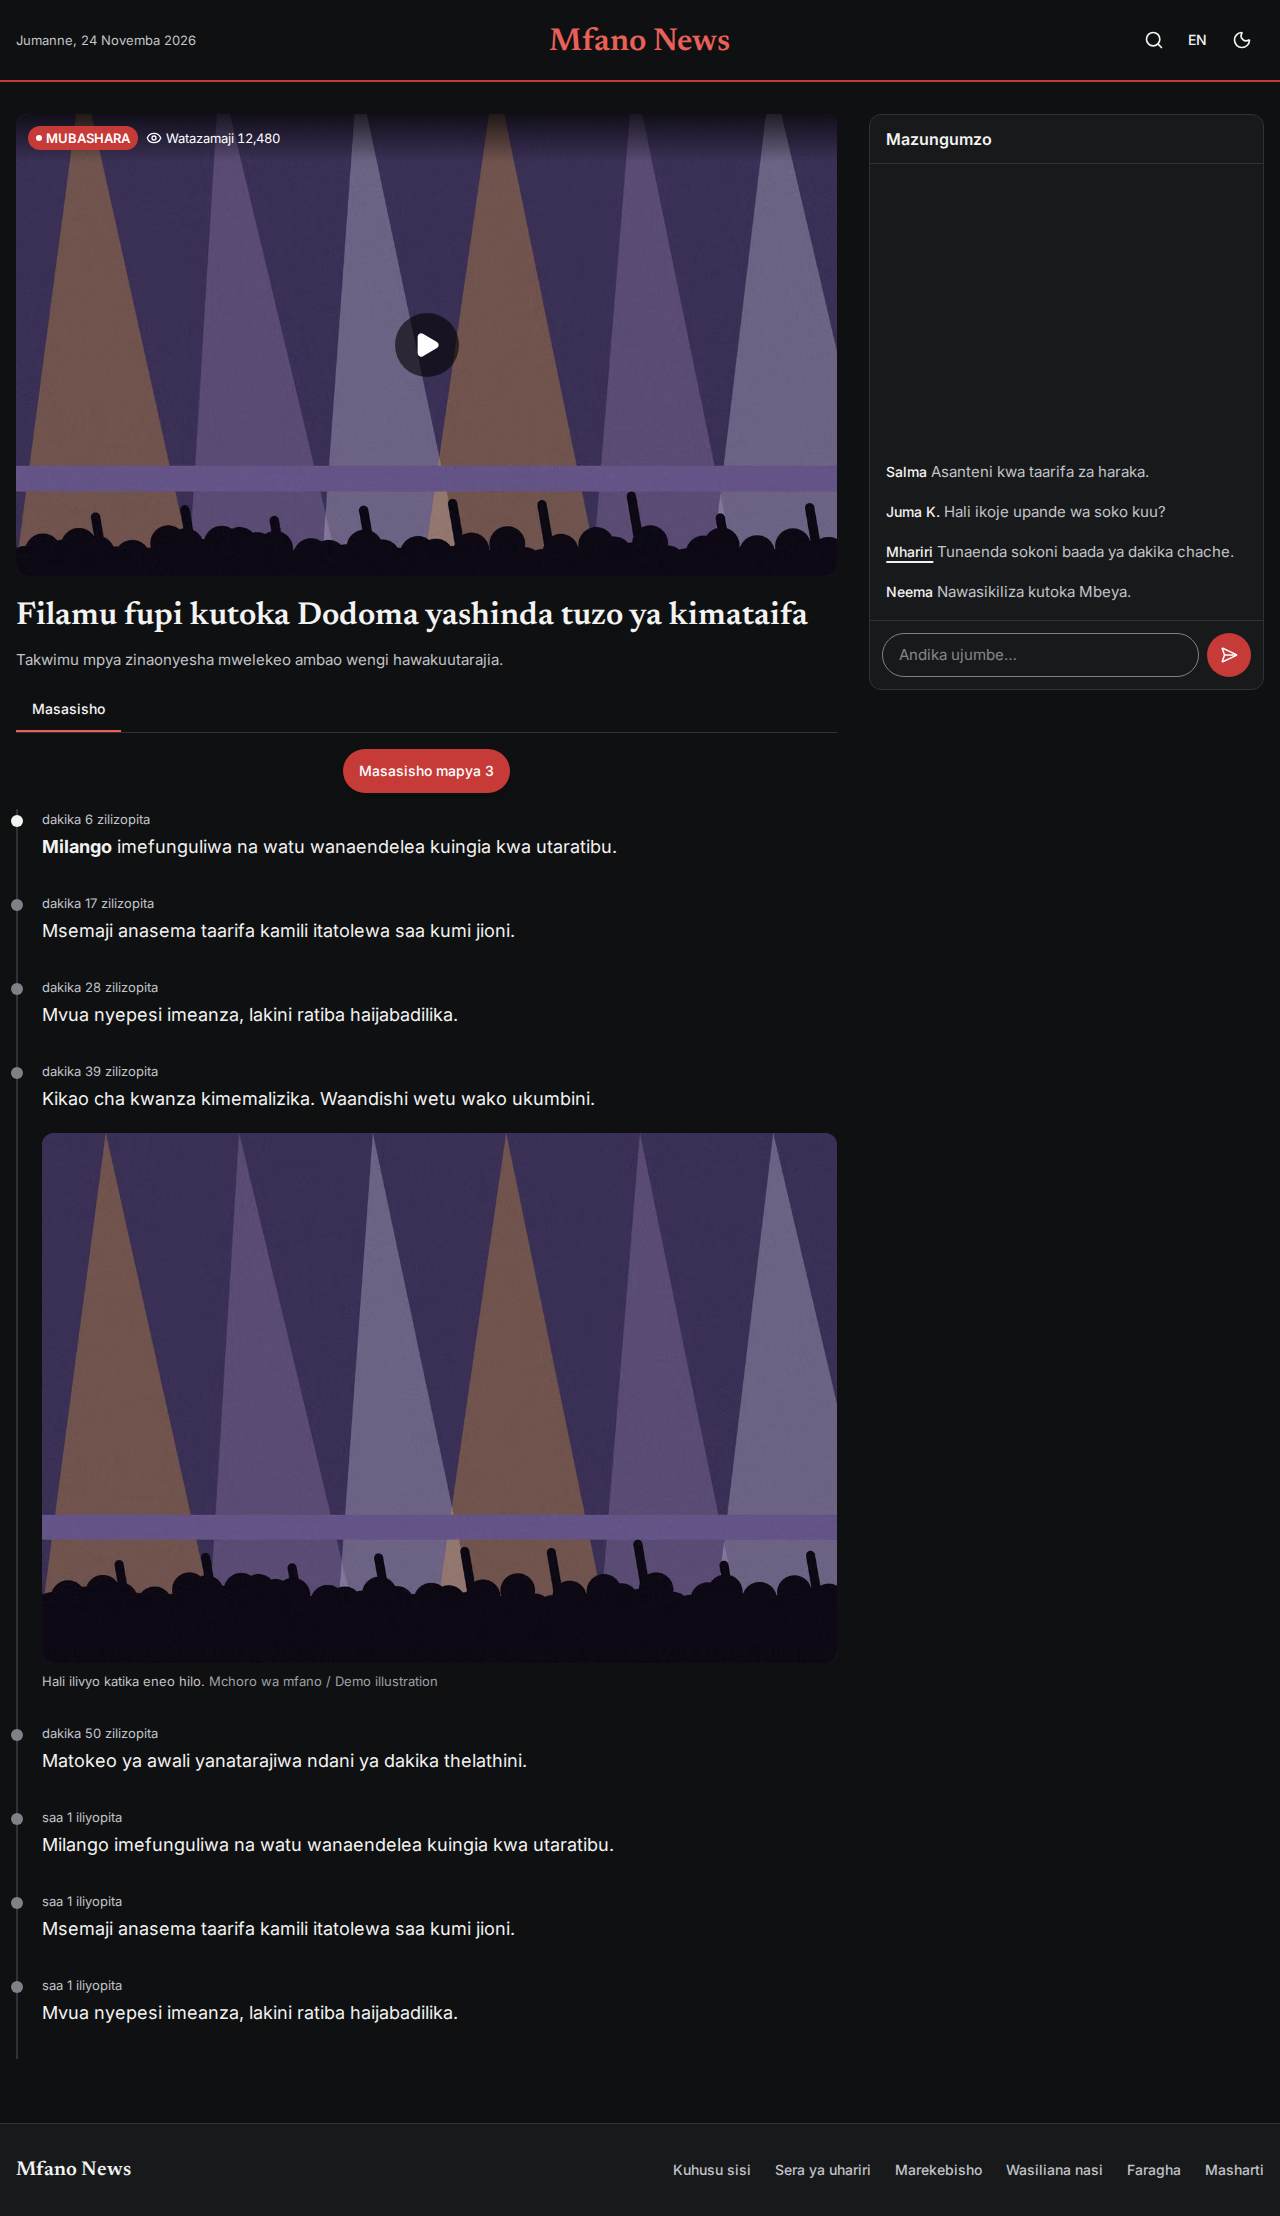 Jumanne, 24 Novemba 2026
Mfano News
EN
MUBASHARA
Watazamaji 12,480
Filamu fupi kutoka Dodoma yashinda tuzo ya kimataifa
Takwimu mpya zinaonyesha mwelekeo ambao wengi hawakuutarajia.
Mazungumzo
Salma Asanteni kwa taarifa za haraka.
Juma K. Hali ikoje upande wa soko kuu?
Mhariri Tunaenda sokoni baada ya dakika chache.
Neema Nawasikiliza kutoka Mbeya.
Andika ujumbe...
Masasisho
Masasisho mapya 3
dakika 6 zilizopita
Milango imefunguliwa na watu wanaendelea kuingia kwa utaratibu.
dakika 17 zilizopita
Msemaji anasema taarifa kamili itatolewa saa kumi jioni.
dakika 28 zilizopita
Mvua nyepesi imeanza, lakini ratiba haijabadilika.
dakika 39 zilizopita
Kikao cha kwanza kimemalizika. Waandishi wetu wako ukumbini.
Hali ilivyo katika eneo hilo. Mchoro wa mfano / Demo illustration
dakika 50 zilizopita
Matokeo ya awali yanatarajiwa ndani ya dakika thelathini.
saa 1 iliyopita
Milango imefunguliwa na watu wanaendelea kuingia kwa utaratibu.
saa 1 iliyopita
Msemaji anasema taarifa kamili itatolewa saa kumi jioni.
saa 1 iliyopita
Mvua nyepesi imeanza, lakini ratiba haijabadilika.
Mfano News
Kuhusu sisi
Sera ya uhariri
Marekebisho
Wasiliana nasi
Faragha
Masharti